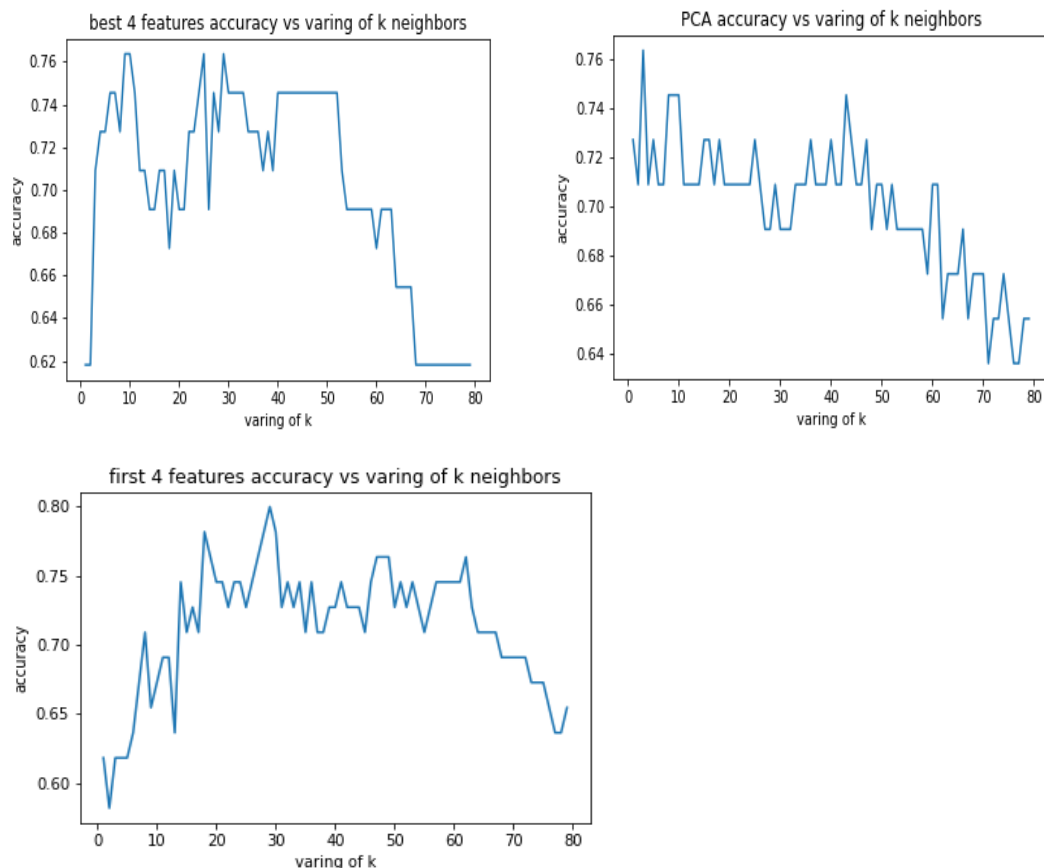 best 4 features accuracy vs varing of k neighbors
0.76
0.74
0.72
0.70
0.68
0.66
0.64
0.62
accuracy
0 10 20 30 40 50 60 70 80
varing of k
PCA accuracy vs varing of k neighbors
0.76
0.74
0.72
0.70
0.68
0.66
0.64
accuracy
0 10 20 30 40 50 60 70 80
varing of k
first 4 features accuracy vs varing of k neighbors
0.80
0.75
0.70
0.65
0.60
accuracy
0 10 20 30 40 50 60 70 80
varing of k